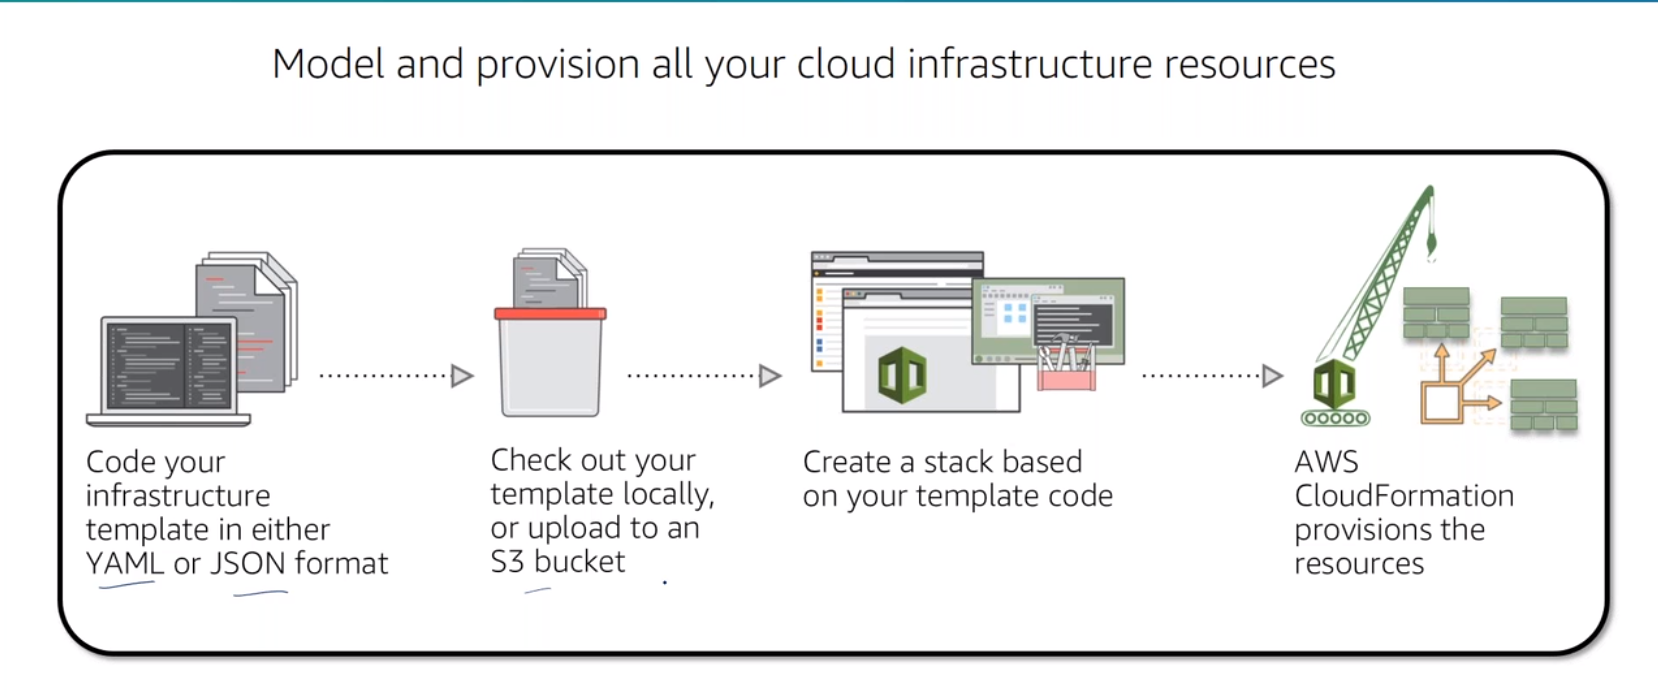 Model and provision all your cloud infrastructure resources
Code your
infrastructure
template in either
YAML or JSON format
Check out your
template locally,
or upload to an
S3 bucket
Create a stack based
on your template code
AWS
CloudFormation
provisions the
resources